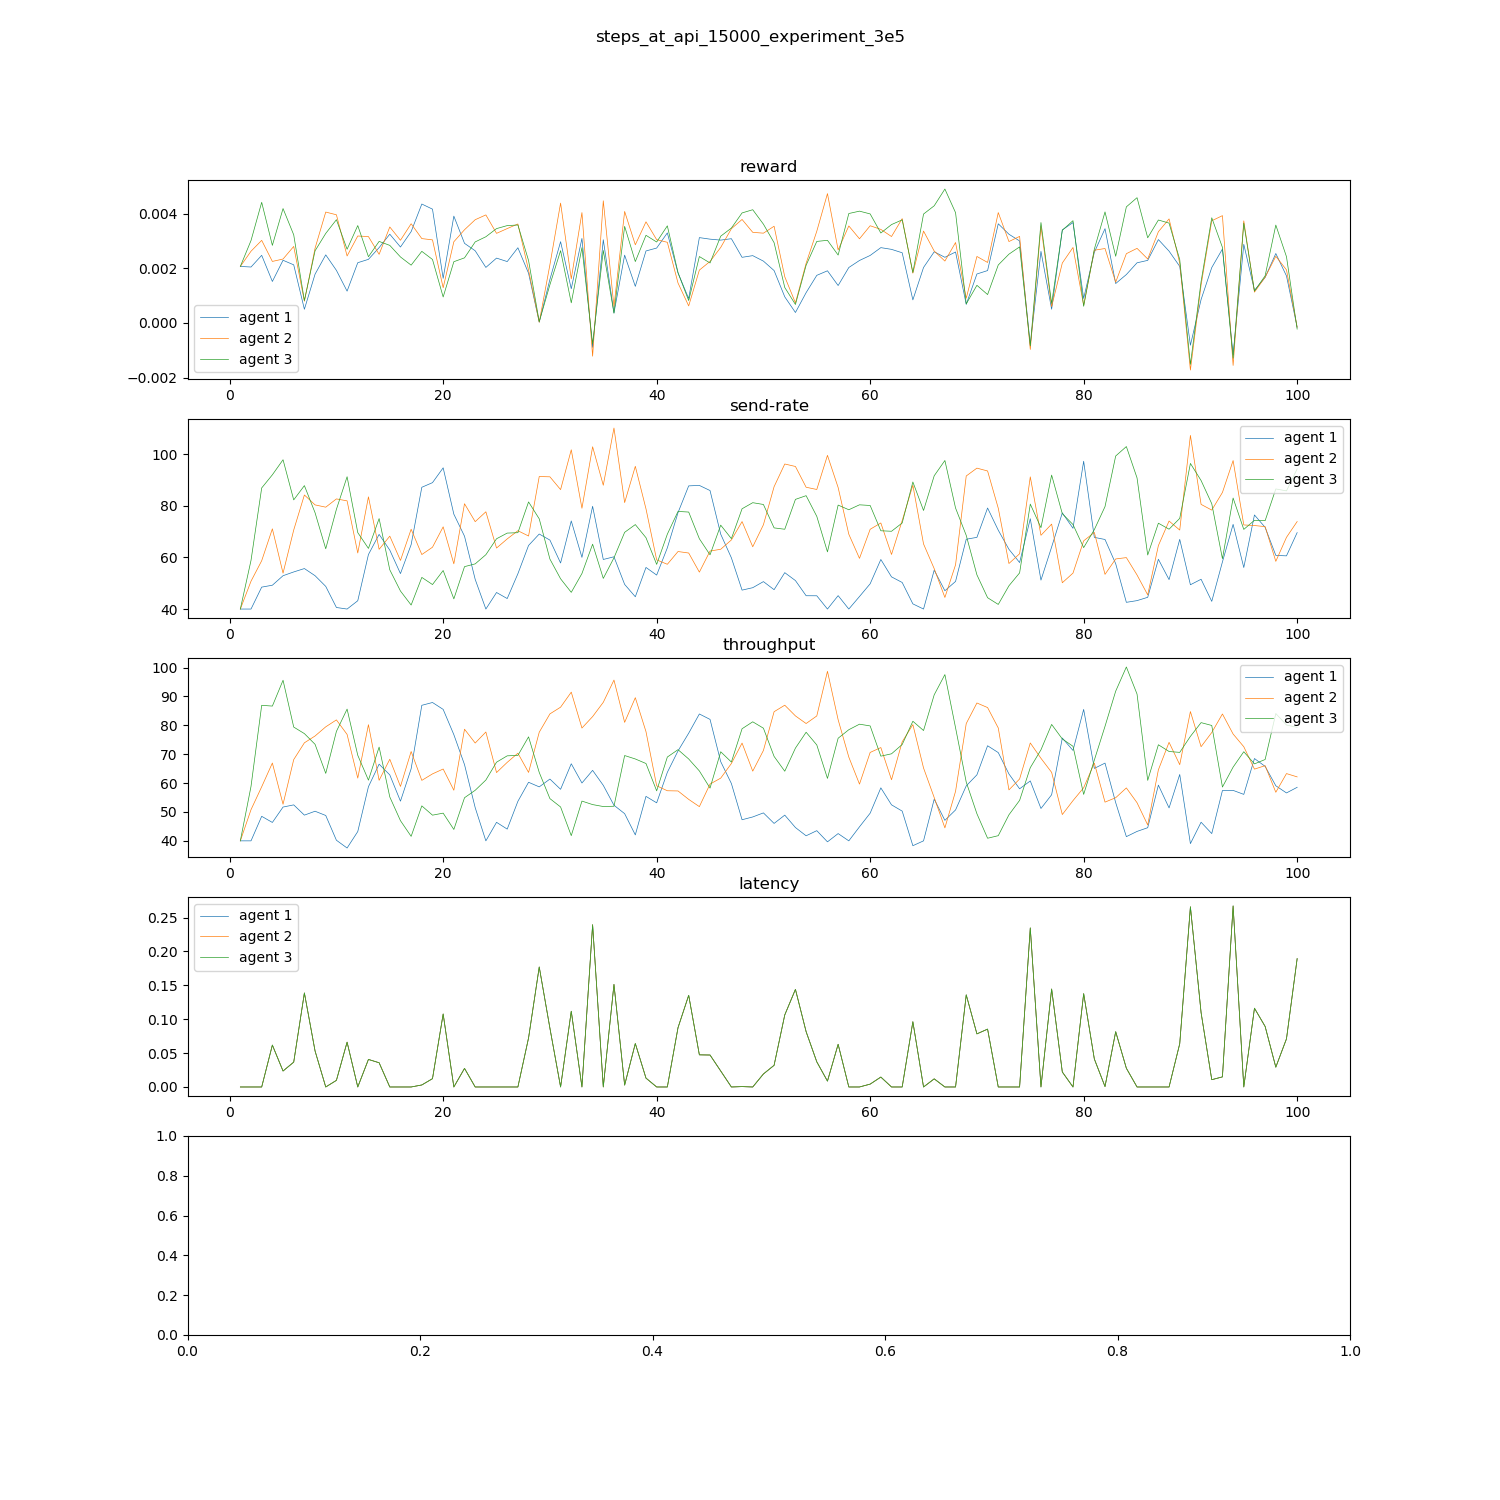 steps_at_api_15000_experiment_3e5
reward
0.004
0.002
0.000
−0.002
agent 1
agent 2
agent 3
0 20 40 60 80 100
send-rate
100
80
60
40
agent 1
agent 2
agent 3
0 20 40 60 80 100
throughput
100
90
80
70
60
50
40
agent 1
agent 2
agent 3
0 20 40 60 80 100
latency
0.25
0.20
0.15
0.10
0.05
0.00
agent 1
agent 2
agent 3
0 20 40 60 80 100
1.0
0.8
0.6
0.4
0.2
0.0
0.0 0.2 0.4 0.6 0.8 1.0